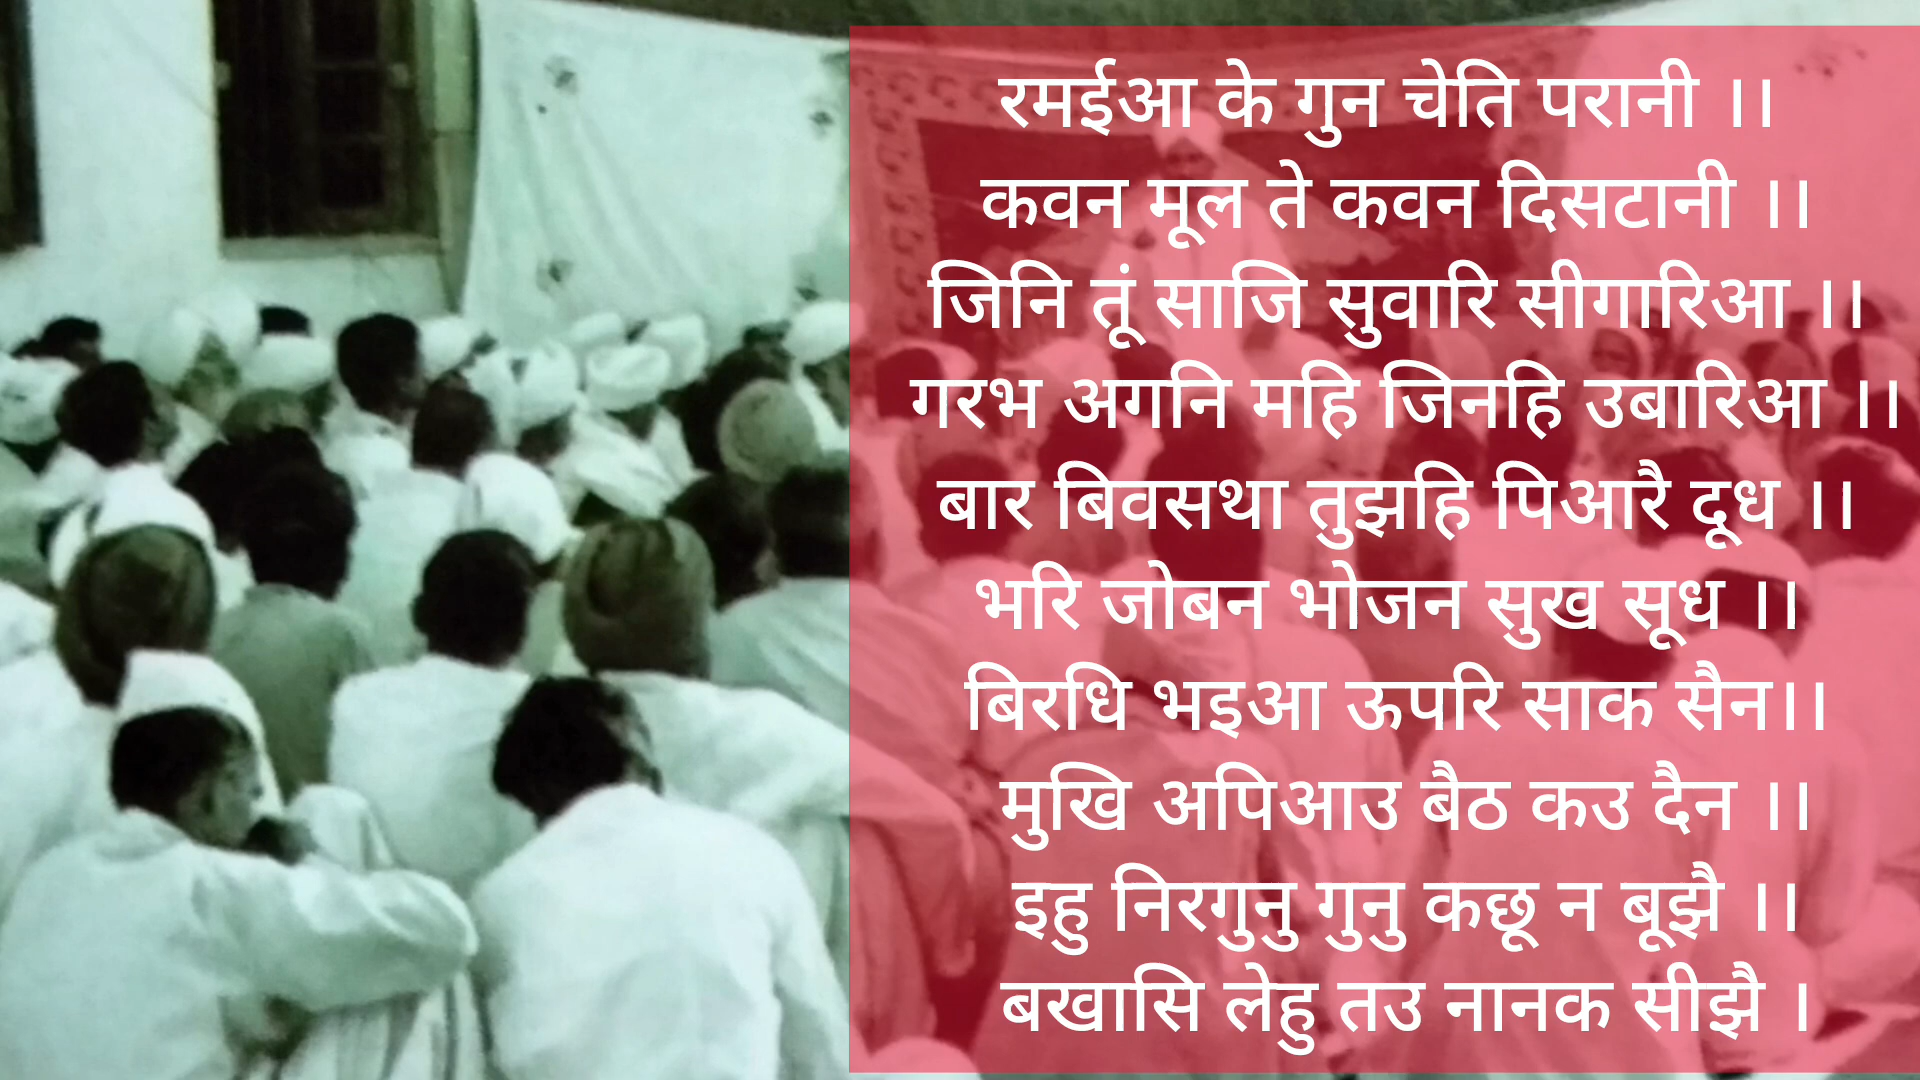 रमईआ के गुन चेति परानी ।।
कवन मूल ते कवन दिसटानी ।।
जिनि तूं साजि सुवारि सीगारिआ ।।
गरभ अगनि महि जिनहि उबारिआ ।।
बार बिवसथा तुझहि पिआरै दूध ।।
भरि जोबन भोजन सुख सूध ।।
बिरधि भइआ ऊपरि साक सैन।।
मुखि अपिआउ बैठ कउ दैन ।।
इहु निरगुनु गुनु कछू न बूझै ।।
बखासि लेहु तउ नानक सीझै ।